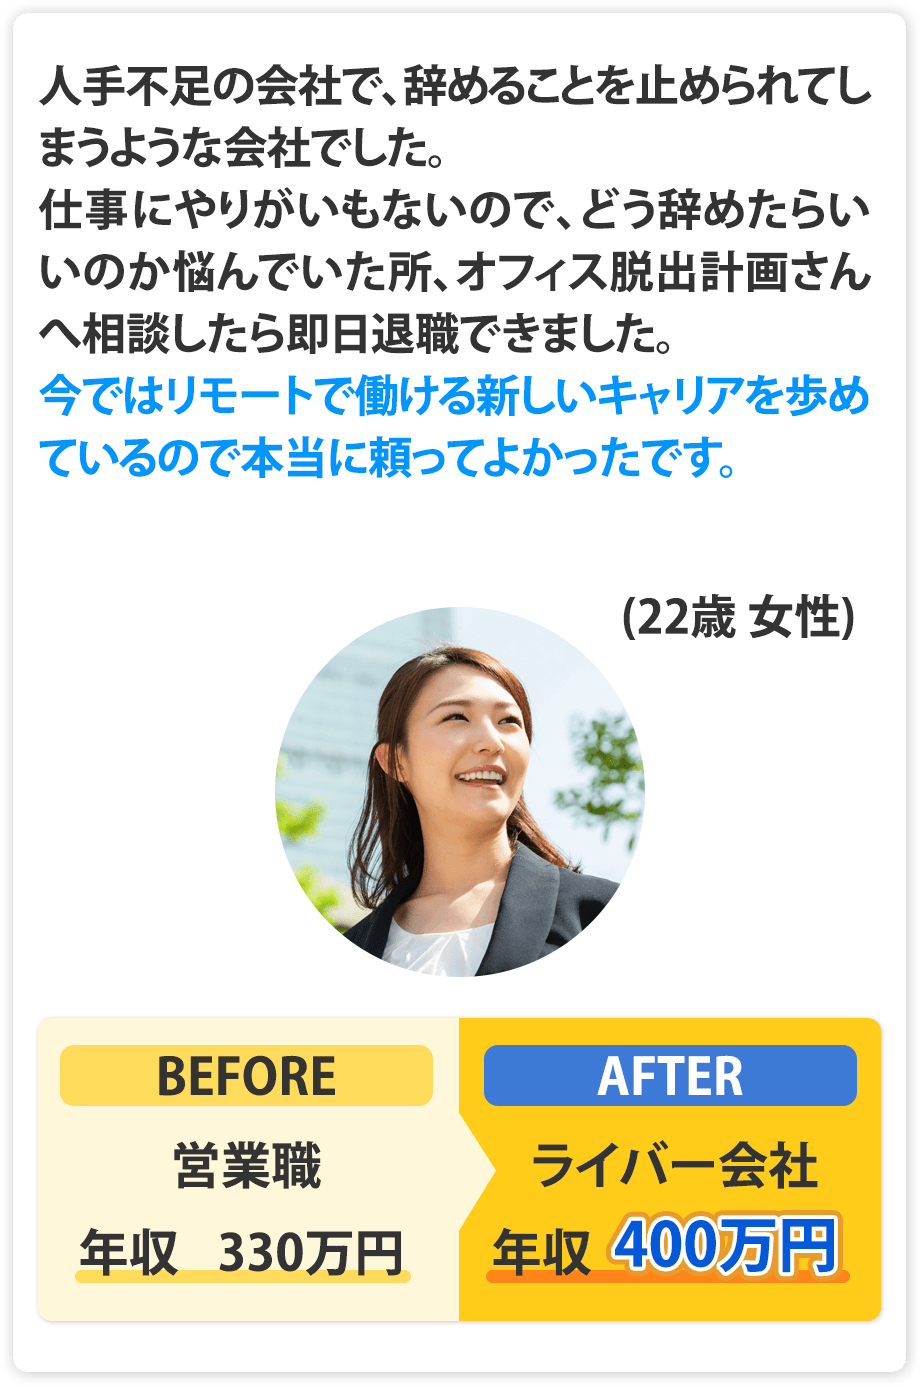 人手不足の会社で、辞めることを止められてし
まうような会社でした。
仕事にやりがいもないので、どう辞めたらい
いのか悩んでいた所、オフィス脱出計画さん
へ相談したら即日退職できました。
今ではリモートで働ける新しいキャリアを歩め
ているので本当に頼ってよかったです。
(22歳 女性)
BEFORE
営業職
年収 330万円
AFTER
ライバー会社
年収 400万円